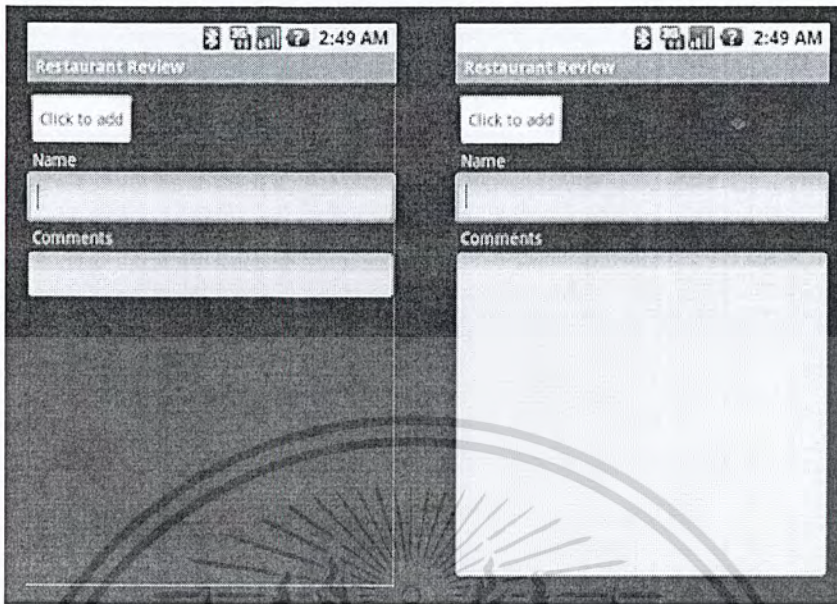 2:49 AM
Restaurant Review
Click to add
Name
Comments
2:49 AM
Restaurant Review
Click to add
Name
Comments